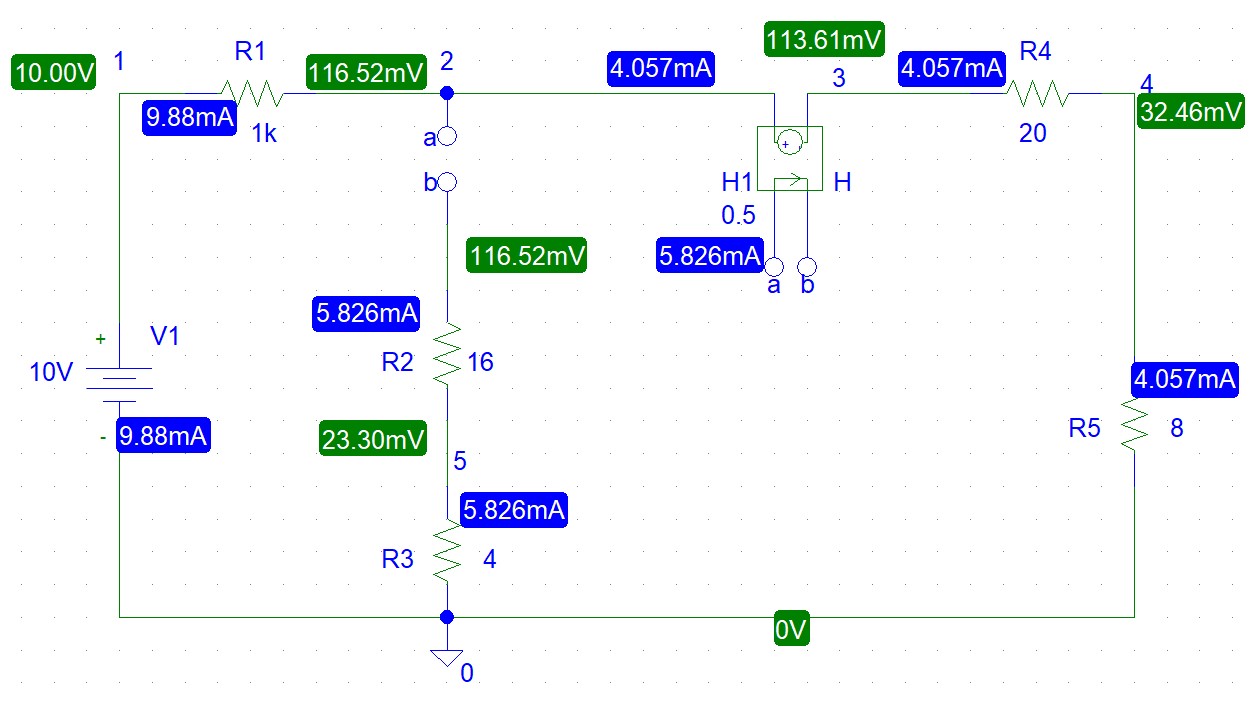 113.61mV
R1
2
4.057mA
4.057mA
R4
10.00V
1
116.52mV
3
4
32.46mV
9.88mA
1k
20
a
b
H1
+
H
0.5
116.52mV
5.826mA
a
b
5.826mA
+
V1
10V
R2
16
4.057mA
-
9.88mA
23.30mV
R5
8
5
5.826mA
R3
4
0V
0